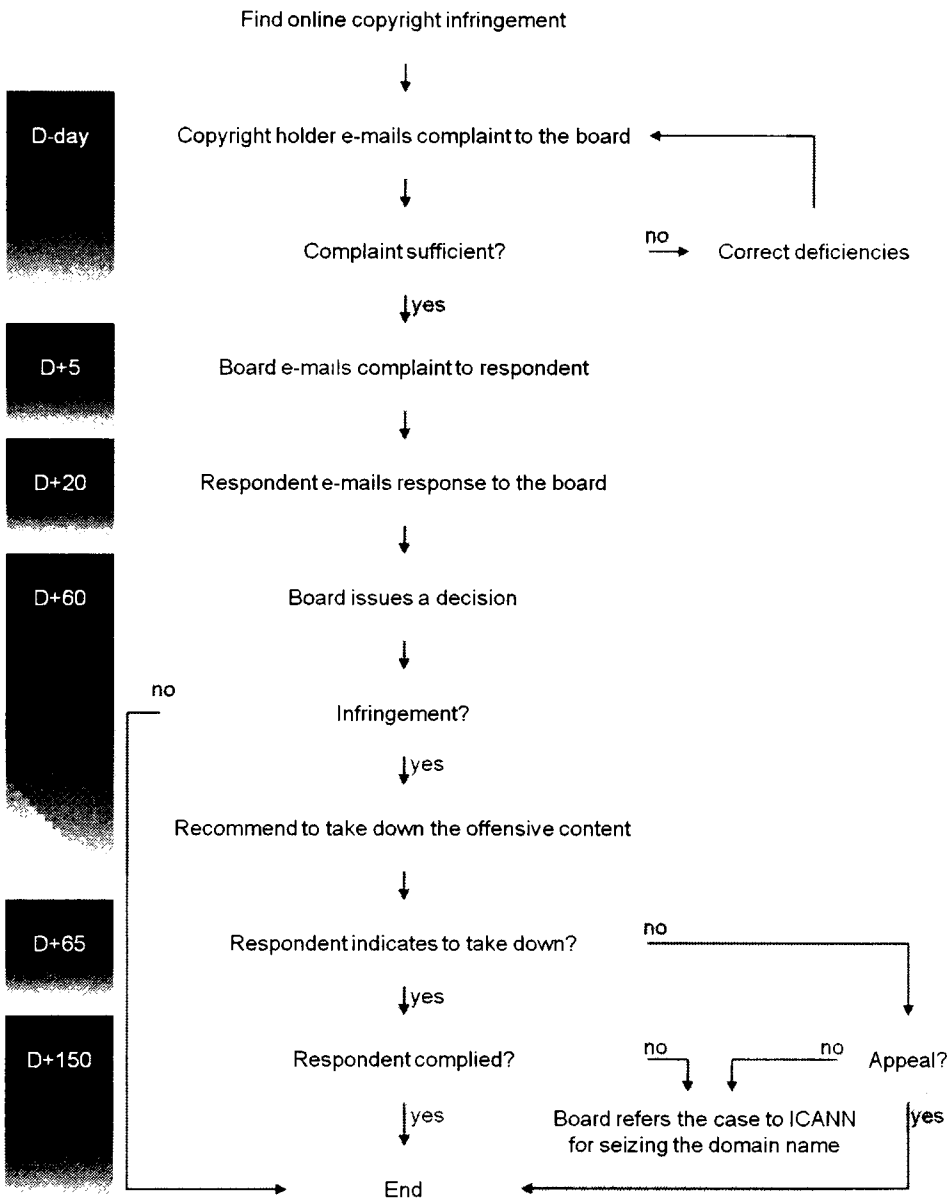 Find online copyright infringement
D-day
Copyright holder e-mails complaint to the board
Complaint sufficient?
no
Correct deficiencies
yes
D+5
Board e-mails complaint to respondent
D+20
Respondent e-mails response to the board
D+60
Board issues a decision
no
Infringement?
yes
Recommend to take down the offensive content
D+65
Respondent indicates to take down?
no
yes
D+150
Respondent complied?
no
no
Appeal?
yes
Board refers the case to ICANN
for seizing the domain name
yes
End